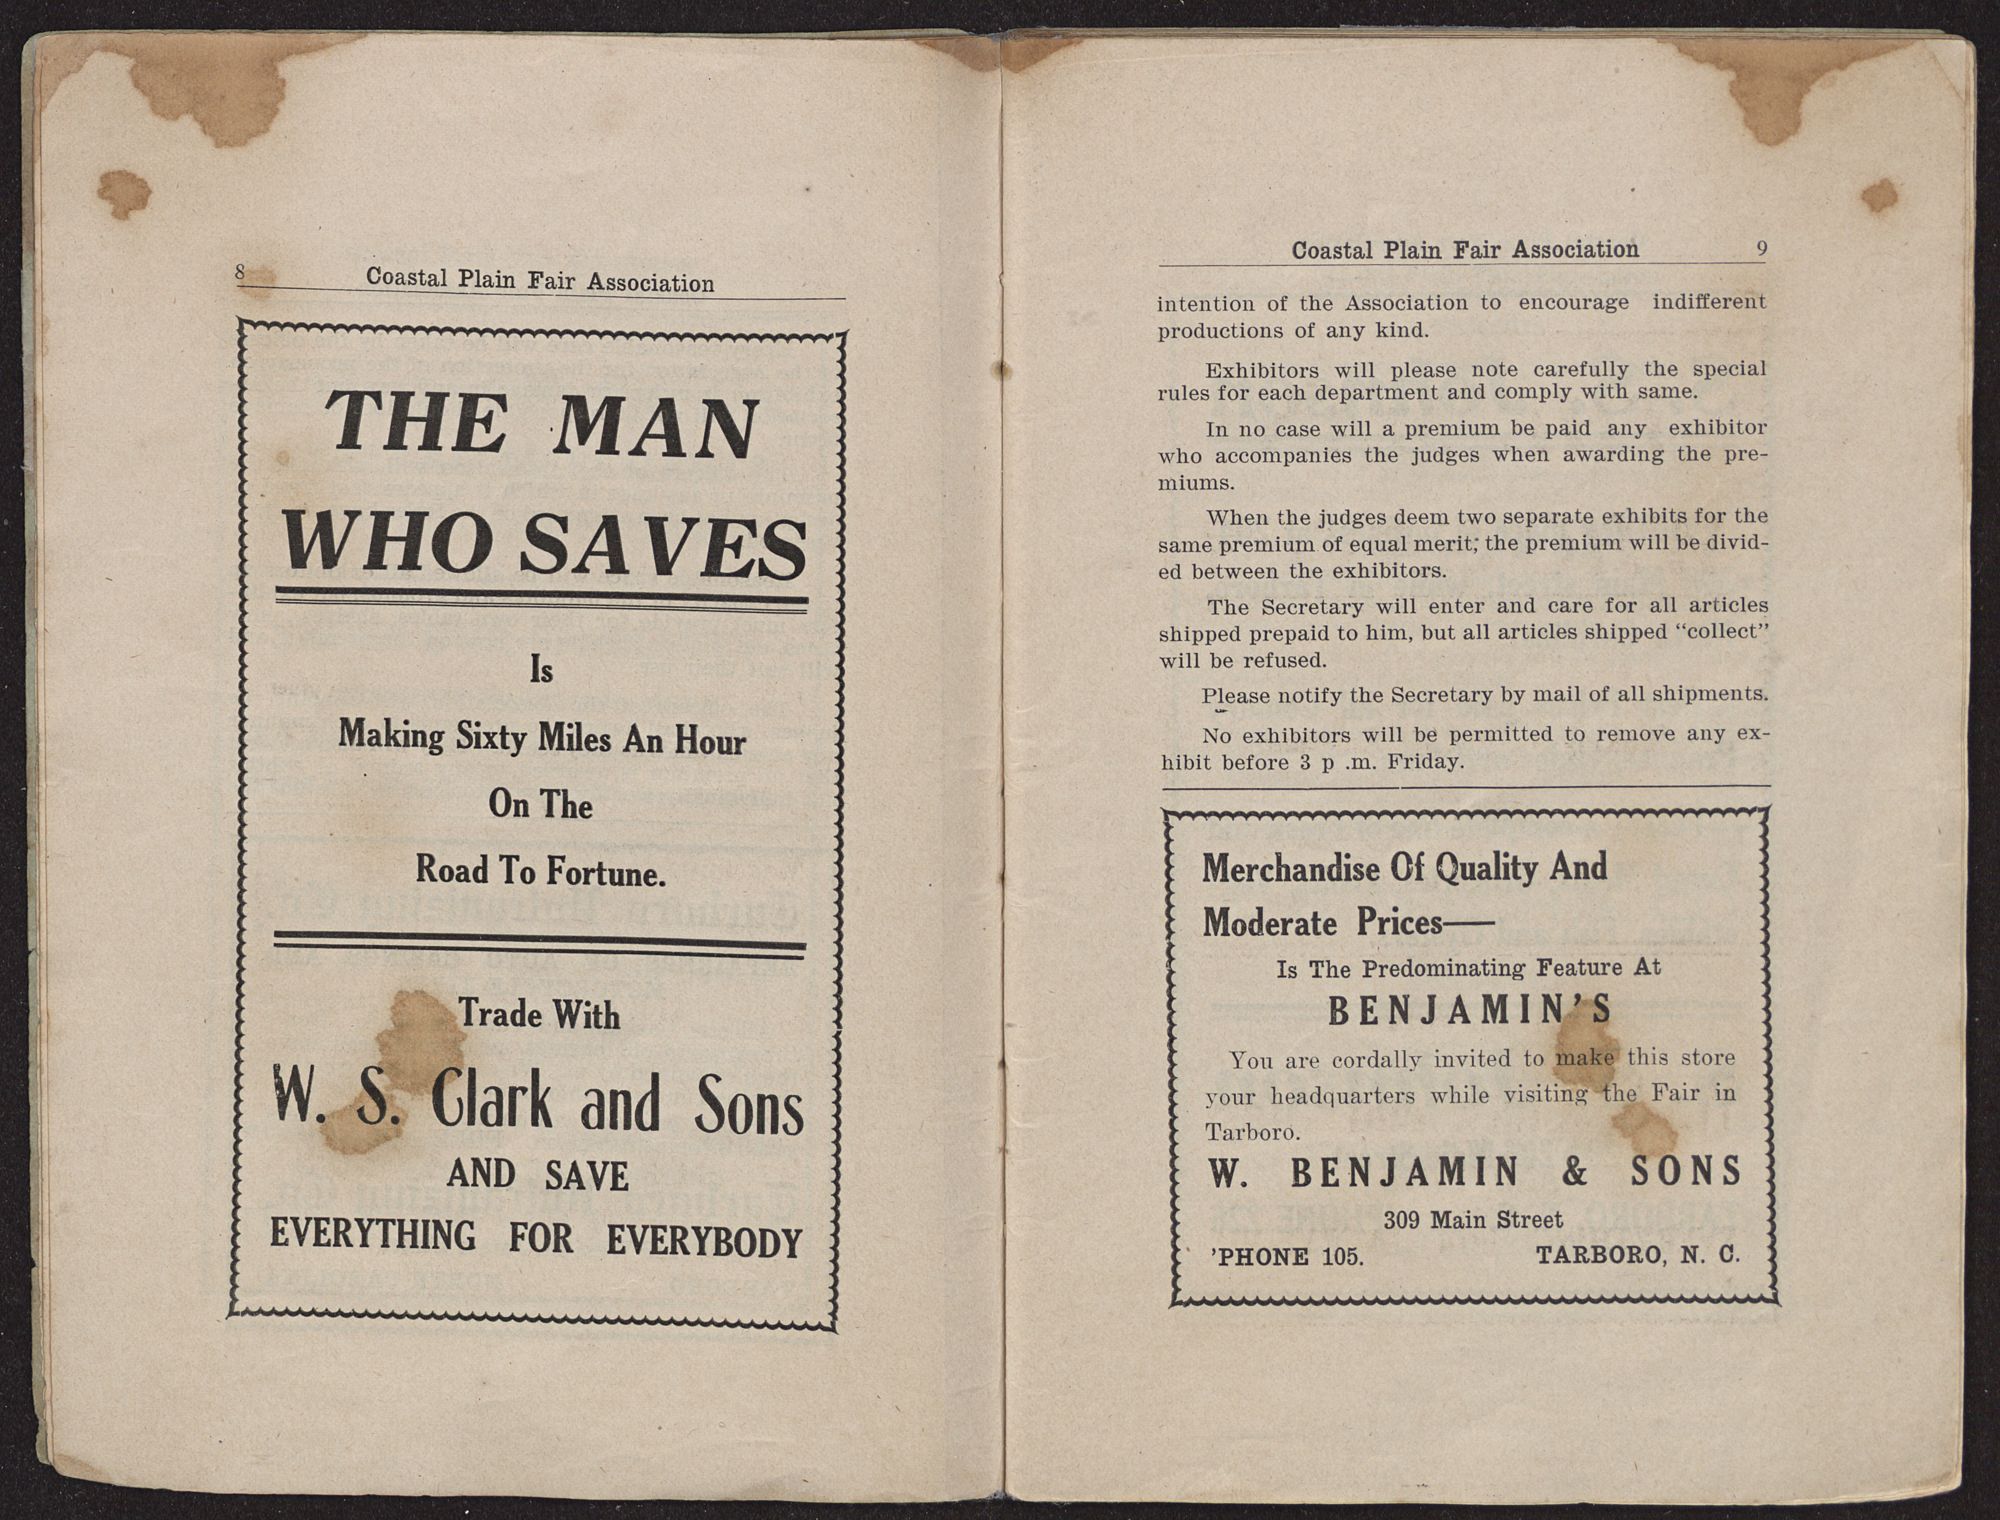 8 Coastal Plain Fair Association
THE MAN
WHO SAVES
Is
Making Sixty Miles An Hour
On The
Road To Fortune.
Trade With
W. S. Clark and Sons
AND SAVE
EVERYTHING FOR EVERYBODY
Coastal Plain Fair Association 9
intention of the Association to encourage indifferent
productions of any kind.
Exhibitors will please note carefully the special
rules for each department and comply with same.
In no case will a premium be paid any exhibitor
who accompanies the judges when awarding the pre-
miums.
When the judges deem two separate exhibits for the
same premium of equal merit; the premium will be divid-
ed between the exhibitors.
The Secretary will enter and care for all articles
shipped prepaid to him, but all articles shipped "collect"
will be refused.
Please notify the Secretary by mail of all shipments.
No exhibitors will be permitted to remove any ex-
hibit before 3 p .m. Friday.
Merchandise Of Quality And
Moderate Prices—
Is The Predominating Feature At
BENJAMIN'S
You are cordally invited to make this store
your headquarters while visiting the Fair in
Tarboro.
W. BENJAMIN & SONS
309 Main Street
'PHONE 105. TARBORO, N. C.